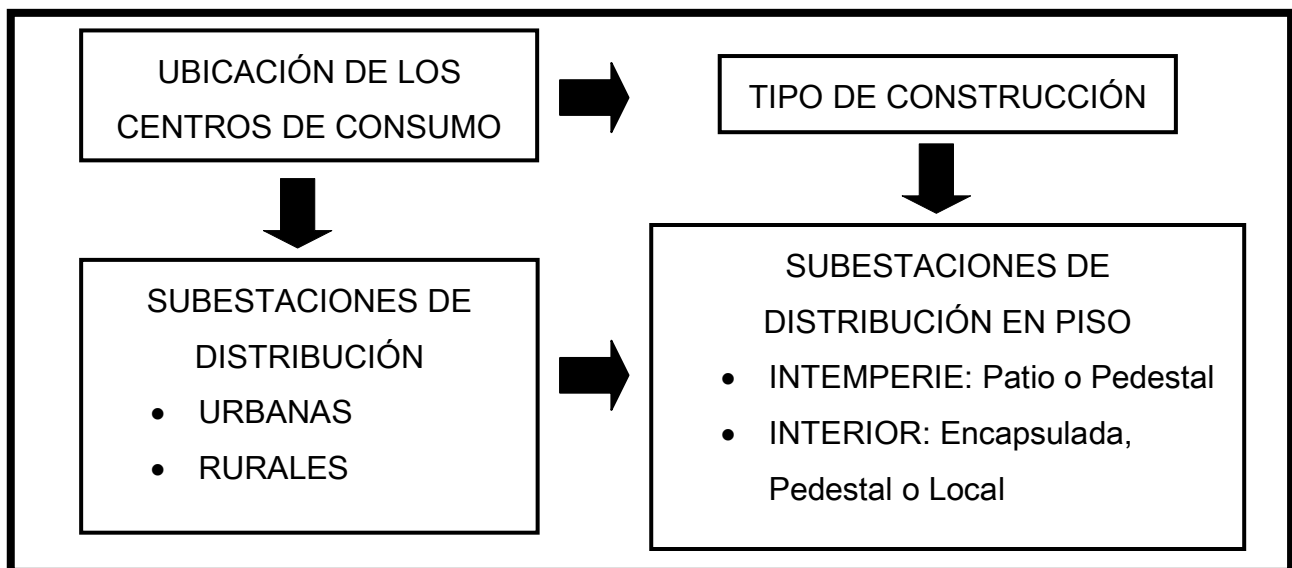 UBICACIÓN DE LOS
CENTROS DE CONSUMO
TIPO DE CONSTRUCCIÓN
SUBESTACIONES DE
DISTRIBUCIÓN
• URBANAS
• RURALES
SUBESTACIONES DE
DISTRIBUCIÓN EN PISO
• INTEMPERIE: Patio o Pedestal
• INTERIOR: Encapsulada,
Pedestal o Local